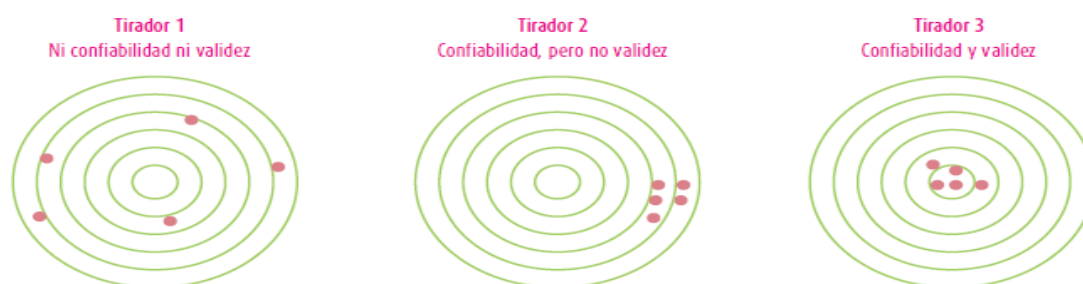 Tirador 1
Ni confiabilidad ni validez
Tirador 2
Confiabilidad, pero no validez
Tirador 3
Confiabilidad y validez